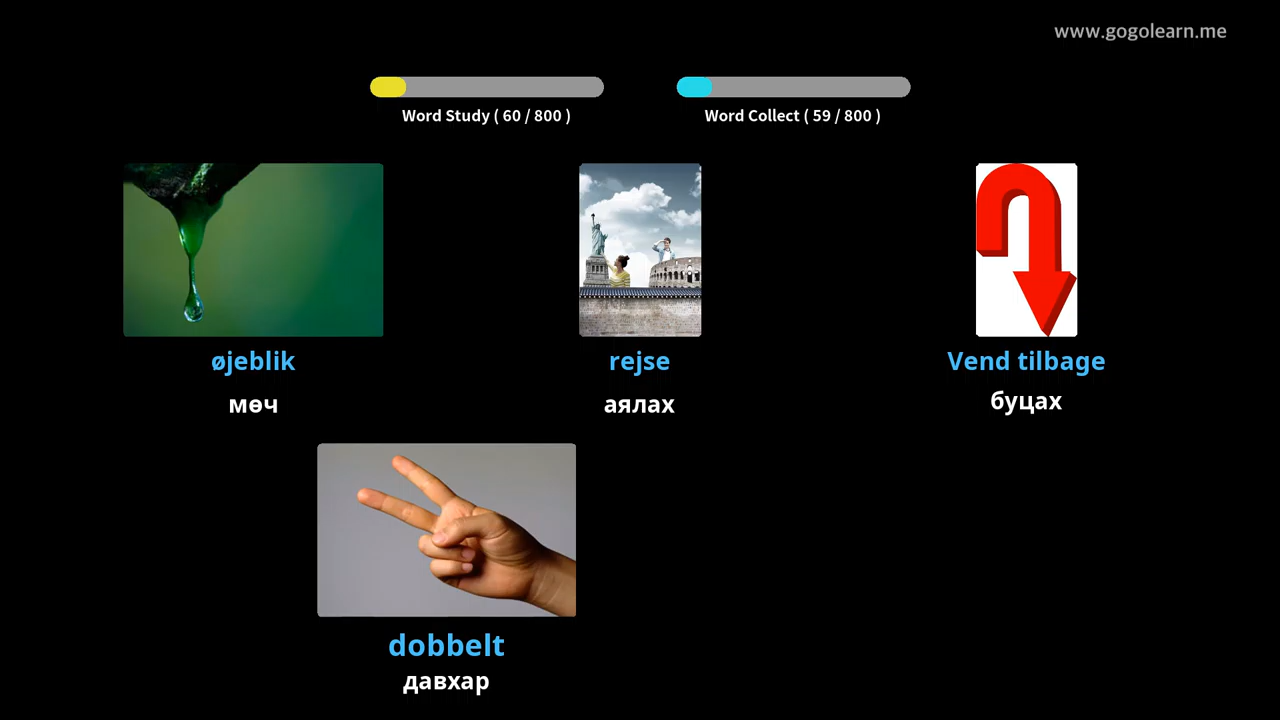 www.gogolearn.me
Word Study ( 60 / 800 )
Word Collect ( 59 / 800 )
øjeblik
rejse
Vend tilbage
мөч
аялах
буцах
dobbelt
давхар